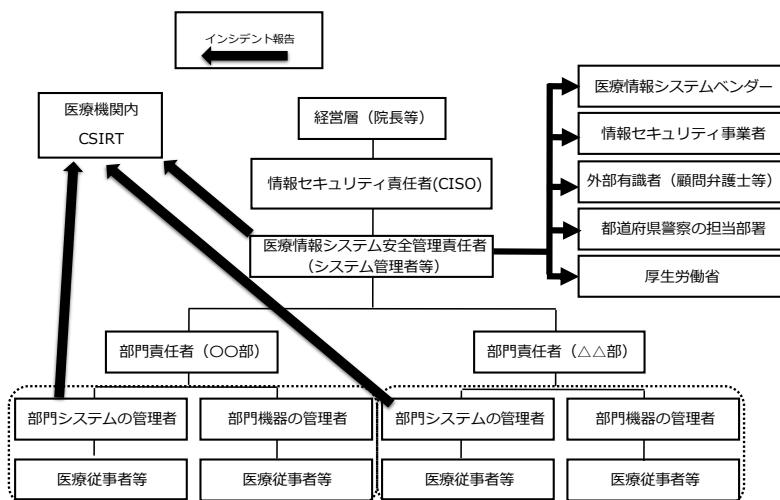 インシデント報告
医療機関内
CSIRT
経営層（院長等）
情報セキュリティ責任者(CISO)
医療情報システム安全管理責任者
（システム管理者等）
医療情報システムベンダー
情報セキュリティ事業者
外部有識者（顧問弁護士等）
都道府県警察の担当部署
厚生労働省
部門責任者（〇〇部）
部門責任者（△△部）
部門システムの管理者
部門機器の管理者
部門システムの管理者
部門機器の管理者
医療従事者等
医療従事者等
医療従事者等
医療従事者等